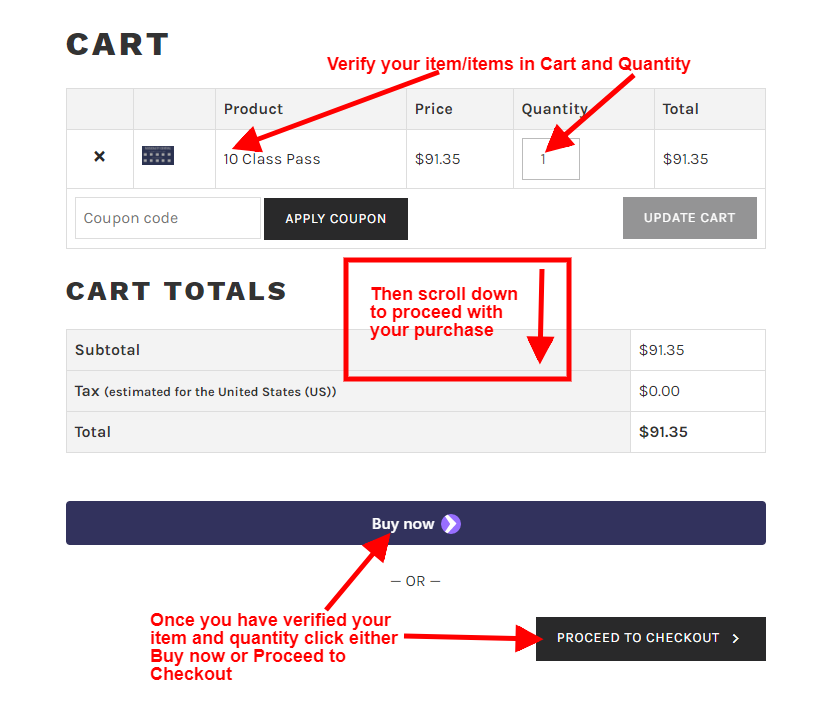 CART
Verify your item/items in Cart and Quantity
Product Price Quantity Total
× 10 Class Pass $91.35 1 $91.35
Coupon code APPLY COUPON UPDATE CART
CART TOTALS
Then scroll down
to proceed with
your purchase
Subtotal $91.35
Tax (estimated for the United States (US)) $0.00
Total $91.35
Buy now
— OR —
Once you have verified your
item and quantity click either
Buy now or Proceed to
Checkout
PROCEED TO CHECKOUT